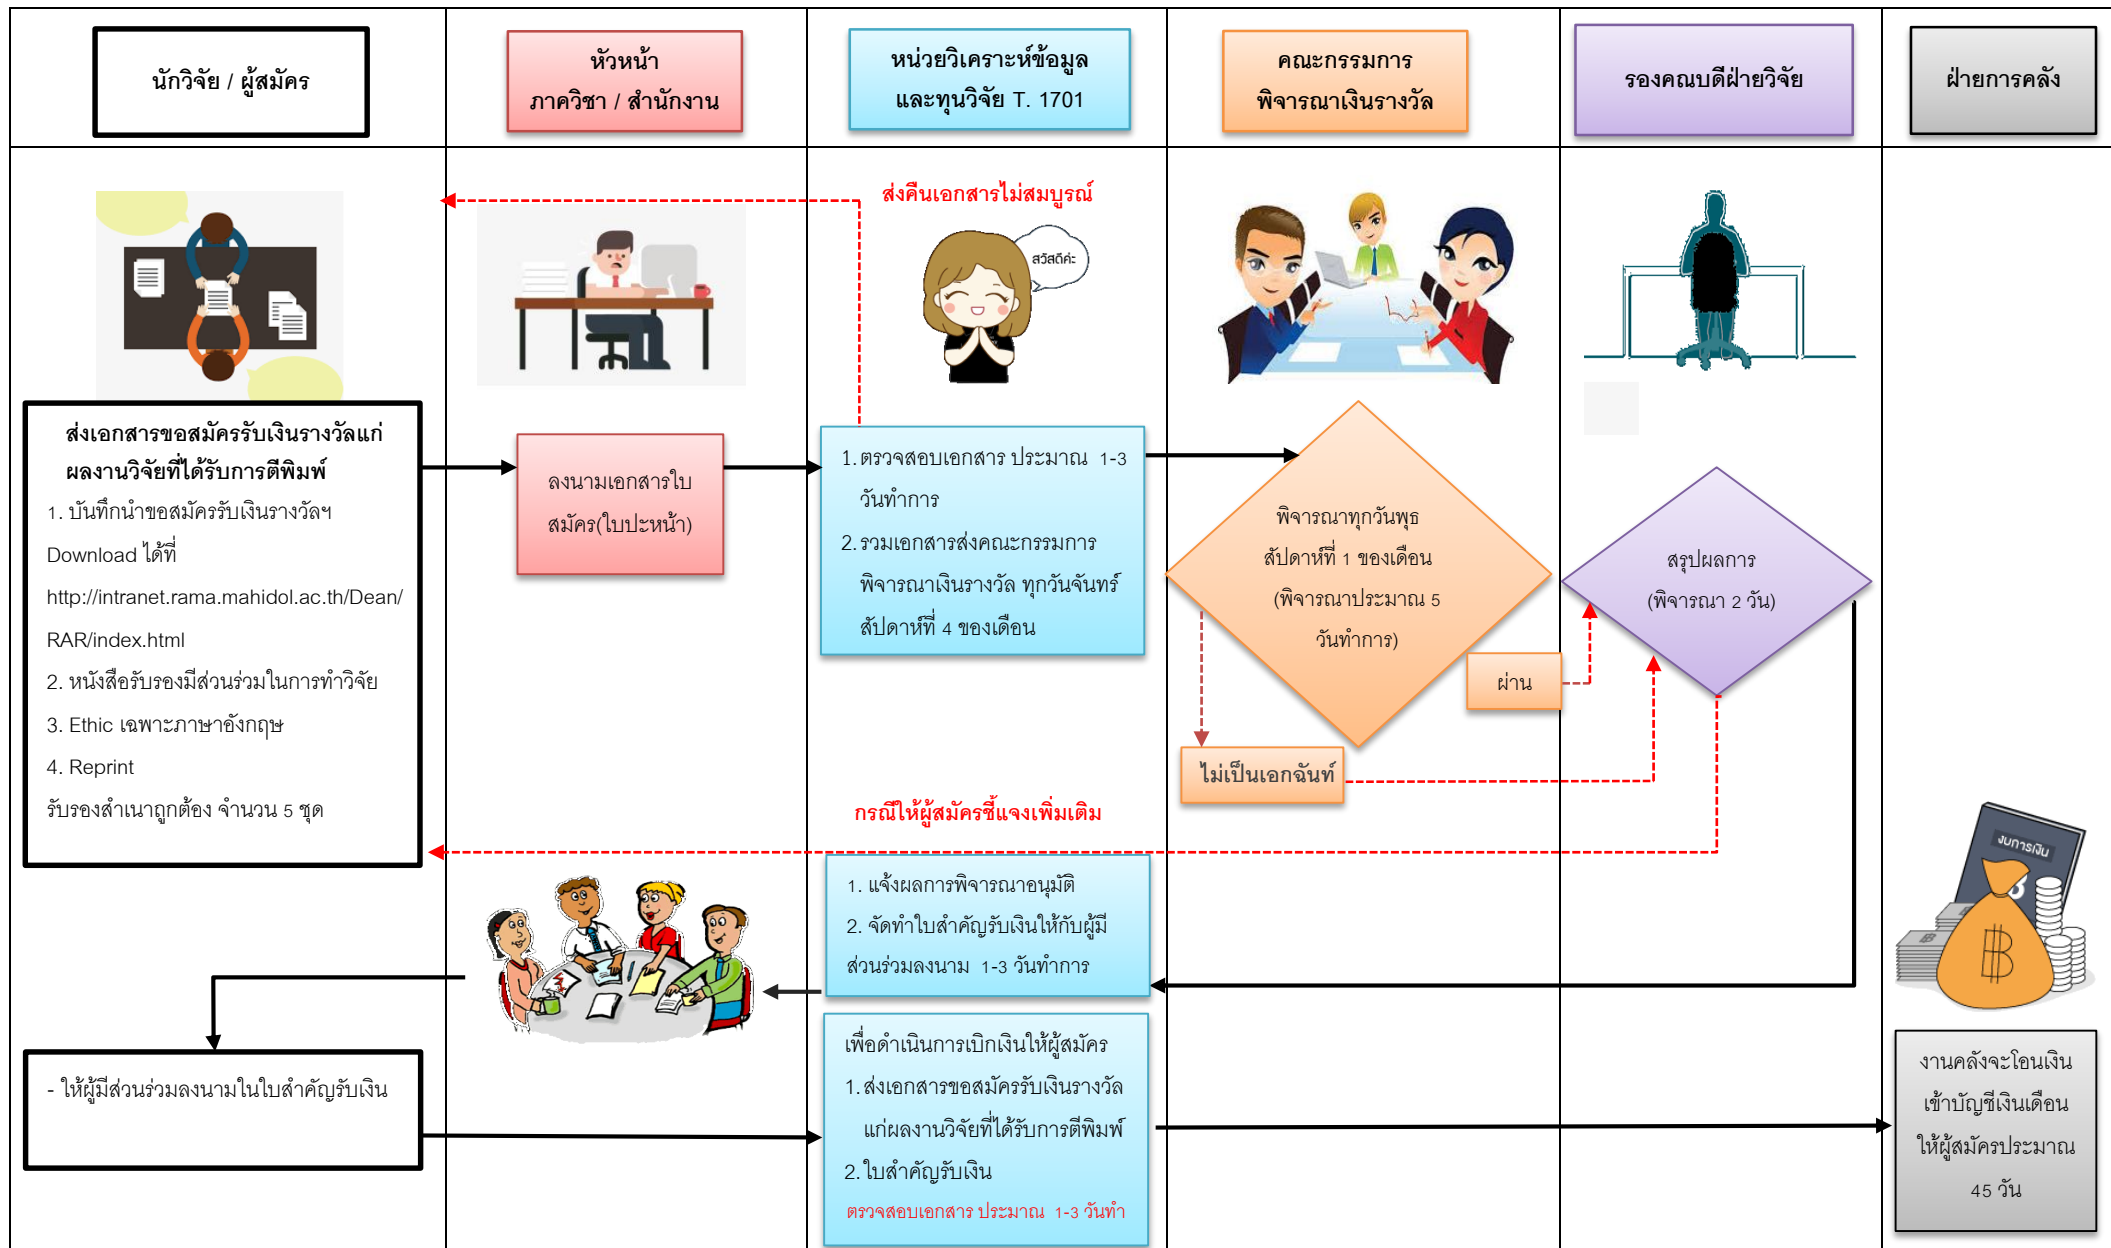 นักวิจัย / ผู้สมัคร
หัวหน้า
ภาควิชา / สำนักงาน
หน่วยวิเคราะห์ข้อมูล
และทุนวิจัย T. 1701
คณะกรรมการ
พิจารณาเงินรางวัล
รองคณบดีฝ่ายวิจัย
ฝ่ายการคลัง
ส่งคืนเอกสารไม่สมบูรณ์
สวัสดีค่ะ
ส่งเอกสารขอสมัครรับเงินรางวัลแก่
ผลงานวิจัยที่ได้รับการตีพิมพ์
1. บันทึกนำขอสมัครรับเงินรางวัลฯ
Download ได้ที่
http://intranet.rama.mahidol.ac.th/Dean/
RAR/index.html
2. หนังสือรับรองมีส่วนร่วมในการทำวิจัย
3. Ethic เฉพาะภาษาอังกฤษ
4. Reprint
รับรองสำเนาถูกต้อง จำนวน 5 ชุด
ลงนามเอกสารใบ
สมัคร(ใบปะหน้า)
1. ตรวจสอบเอกสาร ประมาณ 1-3
วันทำการ
2. รวมเอกสารส่งคณะกรรมการ
พิจารณาเงินรางวัล ทุกวันจันทร์
สัปดาห์ที่ 4 ของเดือน
พิจารณาทุกวันพุธ
สัปดาห์ที่ 1 ของเดือน
(พิจารณาประมาณ 5
วันทำการ)
ผ่าน
ไม่เป็นเอกฉันท์
สรุปผลการ
(พิจารณา 2 วัน)
กรณีให้ผู้สมัครชี้แจงเพิ่มเติม
1. แจ้งผลการพิจารณาอนุมัติ
2. จัดทำใบสำคัญรับเงินให้กับผู้มี
ส่วนร่วมลงนาม 1-3 วันทำการ
งบการเงิน
- ให้ผู้มีส่วนร่วมลงนามในใบสำคัญรับเงิน
เพื่อดำเนินการเบิกเงินให้ผู้สมัคร
1. ส่งเอกสารขอสมัครรับเงินรางวัล
แก่ผลงานวิจัยที่ได้รับการตีพิมพ์
2. ใบสำคัญรับเงิน
ตรวจสอบเอกสาร ประมาณ 1-3 วันทำ
งานคลังจะโอนเงิน
เข้าบัญชีเงินเดือน
ให้ผู้สมัครประมาณ
45 วัน